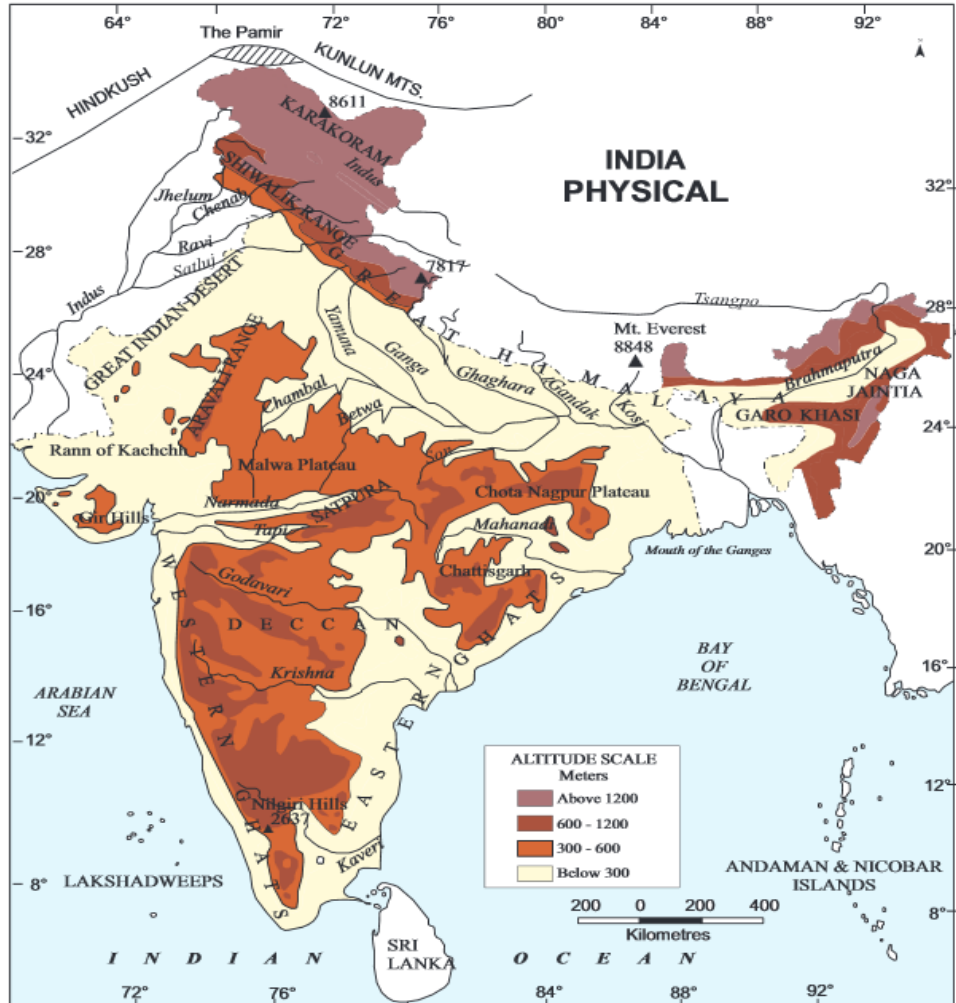 64°
68°
72°
76°
80°
84°
88°
92°
The Pamir
HINDKUSH
KUNLUN MTS.
8611
KARAKORAM
32°
Indus
INDIA
PHYSICAL
SHIWALIK RANGE
Jhelum
Chenab
32°
Ravi
28°
Satluj
7817
GREAT HIMALAYA
Indus
Tsangpo
28°
GREAT INDIAN DESERT
Mt. Everest
8848
Yamuna
Ganga
Ghaghara
Gandak
Kosi
Brahmaputra
24°
ARAVALI RANGE
NAGA
JAINTIA
Chambal
Betwa
GARO KHASI
24°
Rann of Kachchh
Son
Malwa Plateau
Chota Nagpur Plateau
20°
Narmada
SATPURA
Gir Hills
Tapi
Mahanadi
20°
Mouth of the Ganges
Chattisgarh
Godavari
WESTERN GHATS
16°
DECCAN
EASTERN GHATS
Krishna
BAY
OF
BENGAL
16°
ARABIAN
SEA
12°
ALTITUDE SCALE
Meters
Above 1200
600 - 1200
300 - 600
Below 300
12°
Nilgiri Hills
2637
Kaveri
LAKSHADWEEPS
8°
ANDAMAN & NICOBAR
ISLANDS
8°
200 0 200 400
Kilometres
SRI
LANKA
INDIAN OCEAN
72°
76°
84°
88°
92°